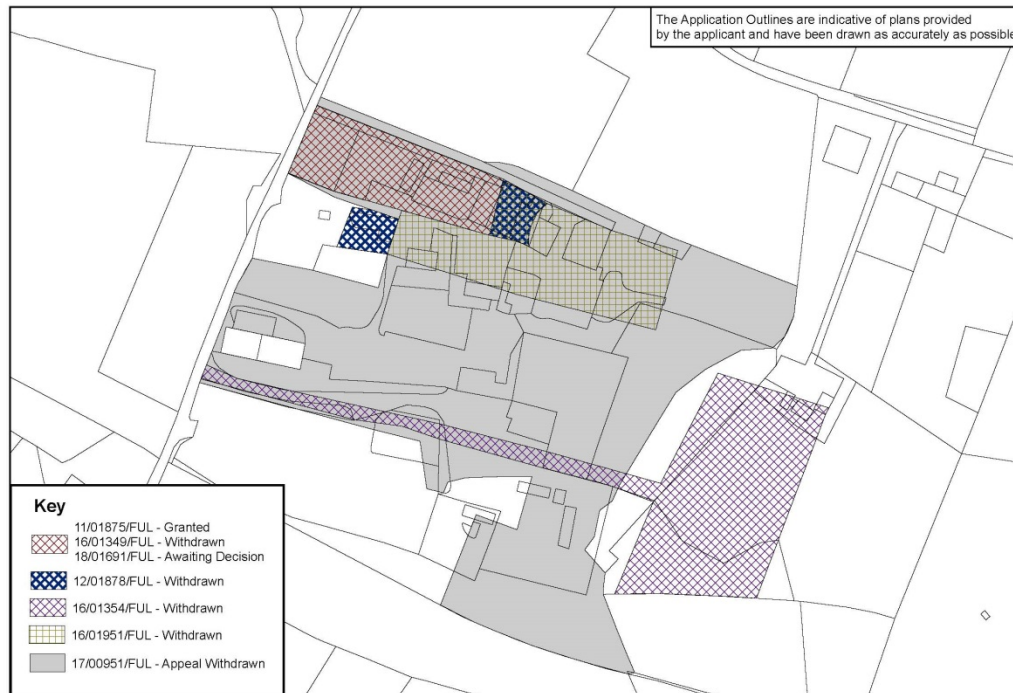 The Application Outlines are indicative of plans provided
by the applicant and have been drawn as accurately as possible
Key
11/01875/FUL - Granted
16/01349/FUL - Withdrawn
18/01691/FUL - Awaiting Decision
12/01878/FUL - Withdrawn
16/01354/FUL - Withdrawn
16/01951/FUL - Withdrawn
17/00951/FUL - Appeal Withdrawn